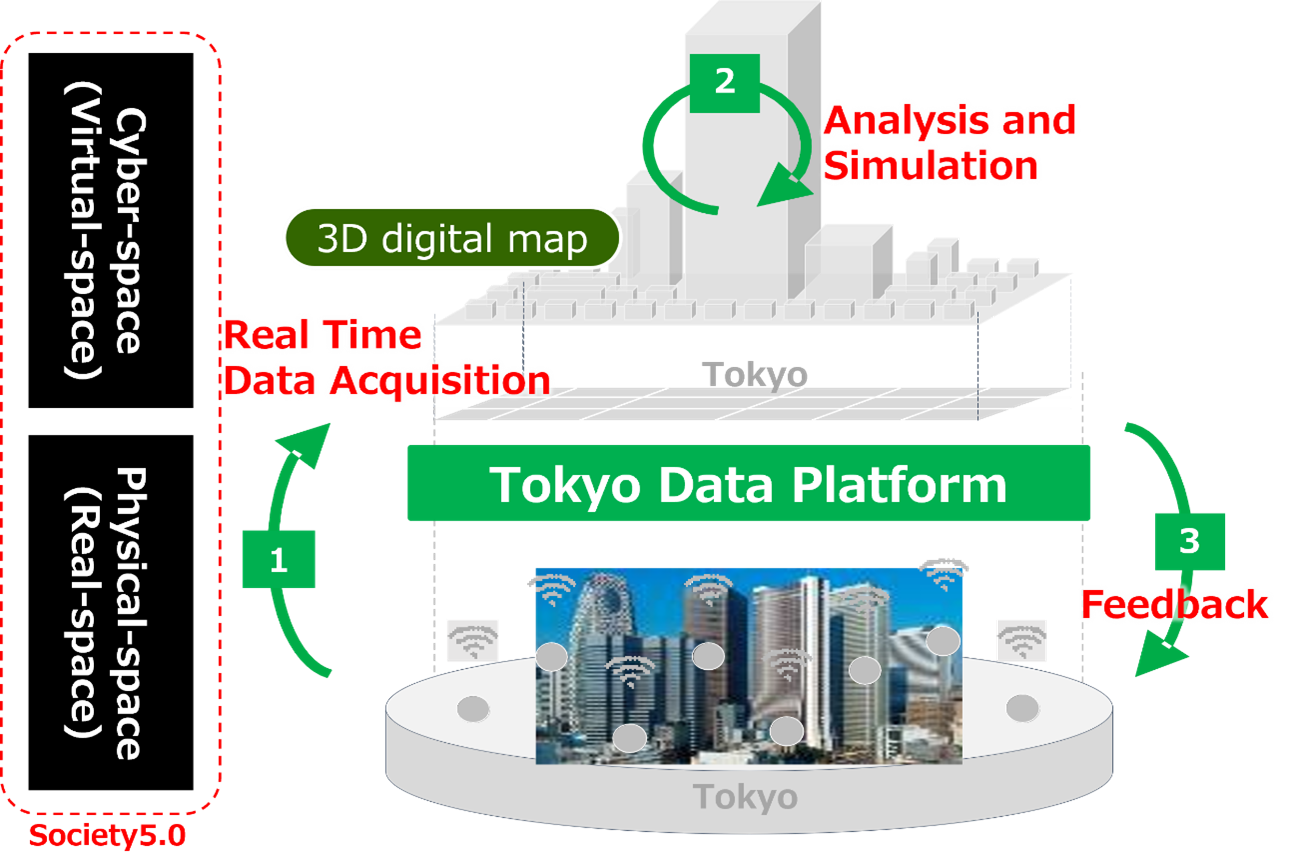 Cyber-space
(Virtual-space)
Physical-space
(Real-space)
Society5.0
2
Analysis and
Simulation
3D digital map
Real Time
Data Acquisition
Tokyo
Tokyo Data Platform
1
3
Feedback
Tokyo